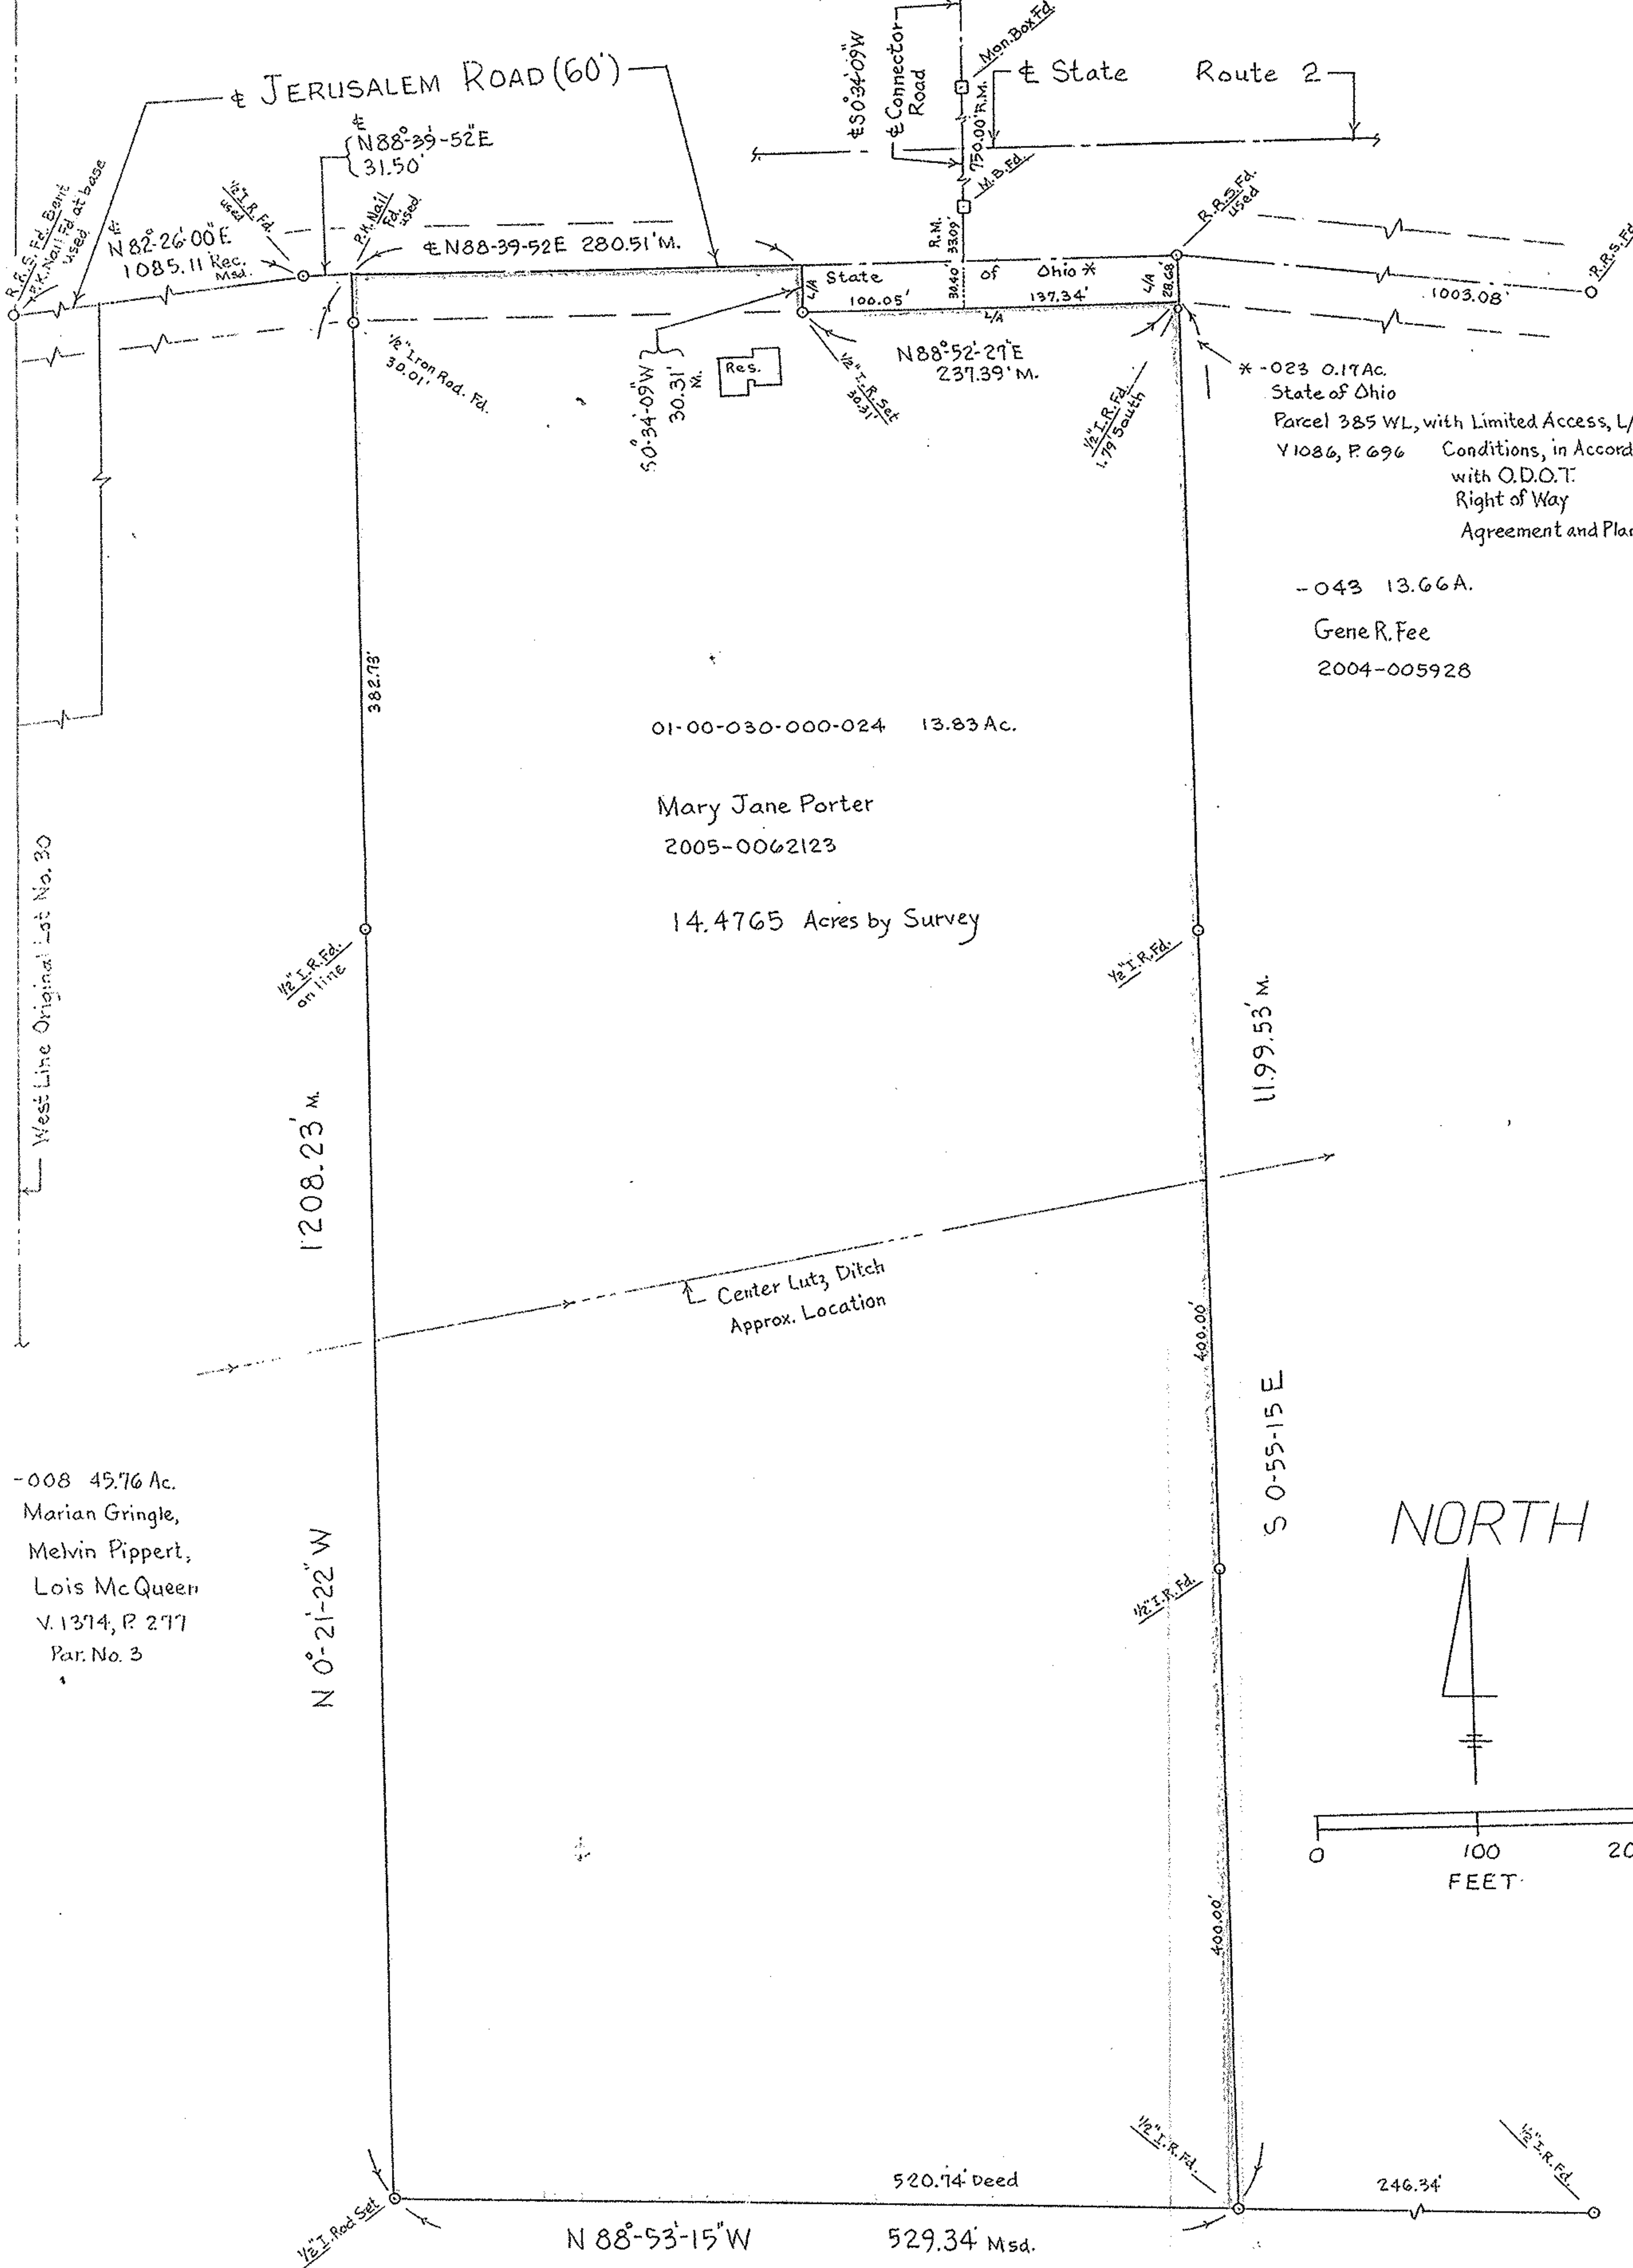 ℄ JERUSALEM ROAD (60')
℄ S0°34'09"W
℄ Connector
Road
Mon. Box Fd.
750.00' R.M.
℄ State Route 2
M.B. Fd.
℄
N88°-39'-52"E
31.50'
R.R.S. Fd. Bent
P.K. Nail Fd. at base
used
℄
N82°-26'-00"E
1085.11' Rec.
Msd.
1/2" I.R. Fd.
used
P.K. Nail
Fd.
used
℄ N88-39-52E 280.51' M.
R.M.
33.09'
30.40'
L/A
State of Ohio *
100.05'
137.34'
L/A
L/A
28.68'
R.R.S. Fd.
used
1003.08'
R.R.S. Fd
1/2" Iron Rod. Fd.
30.01'
S0°-34'-09"W
30.31'
M.
Res.
1/2" I.R. Set
30.31'
N88°-52'-27"E
237.39' M.
1/2" I.R. Fd.
1.79' South
* -023 0.17 Ac.
State of Ohio
Parcel 385 WL, with Limited Access, L/
V 1086, P. 696 Conditions, in Accord
with O.D.O.T.
Right of Way
Agreement and Plan
-043 13.66 A.
Gene R. Fee
2004-005928
382.73'
01-00-030-000-024 13.83 Ac.
Mary Jane Porter
2005-0062123
14.4765 Acres by Survey
West Line Original Lot No. 30
1/2" I.R. Fd.
on line
1/2" I.R. Fd.
1199.53' M.
1208.23' M.
Center Lutz Ditch
Approx. Location
400.00'
S 0-55-15 E
-008 45.76 Ac.
Marian Gringle,
Melvin Pippert,
Lois McQueen
V. 1374, P. 277
Par. No. 3
N 0°-21'-22" W
1/2" I.R. Fd.
NORTH
0 100 20
FEET
400.00'
1/2" I. Rod Set
520.74' Deed
1/2" I.R. Fd.
246.34'
1/2" I.R. Fd.
N 88°-53'-15" W 529.34' Msd.